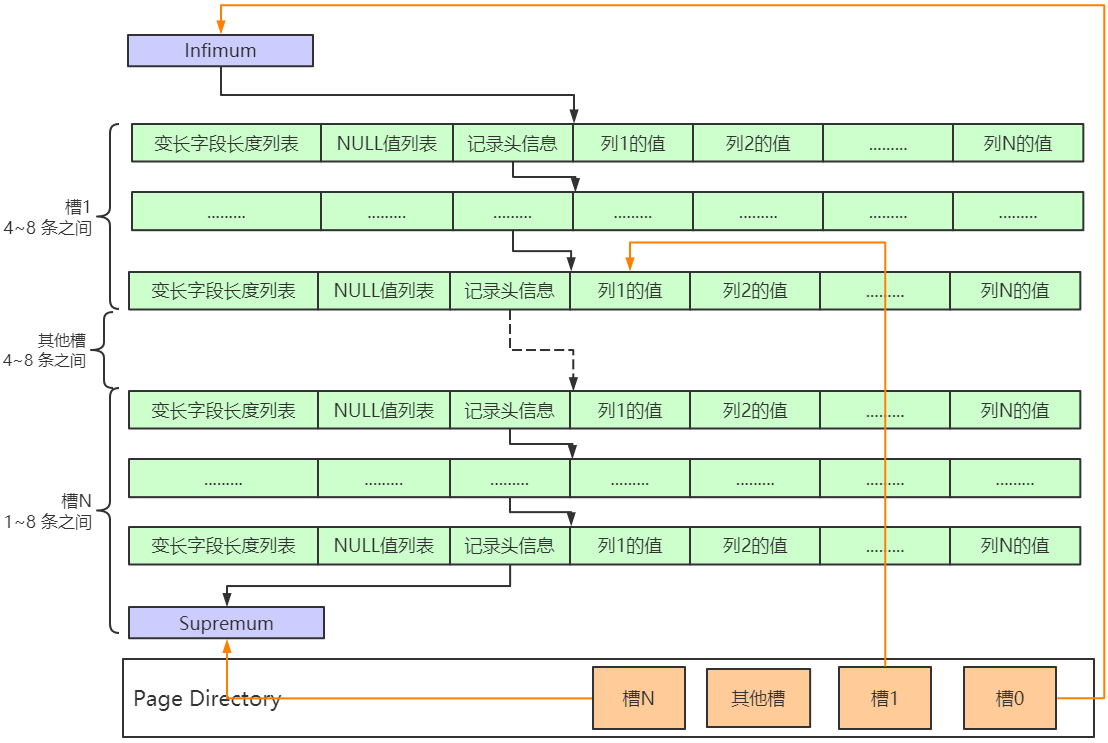 Infimum
变长字段长度列表 NULL值列表 记录头信息 列1的值 列2的值 ......... 列N的值
槽1
4~8 条之间
......... ......... ......... ......... ......... ......... .........
变长字段长度列表 NULL值列表 记录头信息 列1的值 列2的值 ......... 列N的值
其他槽
4~8 条之间
变长字段长度列表 NULL值列表 记录头信息 列1的值 列2的值 ......... 列N的值
......... ......... ......... ......... ......... ......... .........
槽N
1~8 条之间
变长字段长度列表 NULL值列表 记录头信息 列1的值 列2的值 ......... 列N的值
Supremum
Page Directory 槽N 其他槽 槽1 槽0